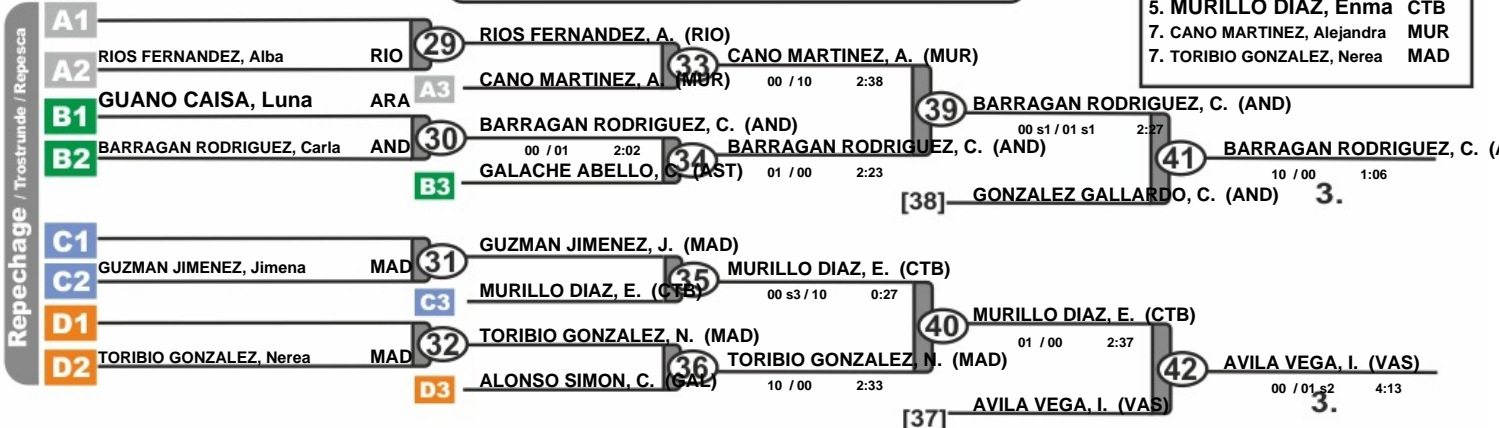 Repechage / Trostrunde / Repesca
5. MURILLO DIAZ, Enma CTB
7. CANO MARTINEZ, Alejandra MUR
7. TORIBIO GONZALEZ, Nerea MAD
A1
A2 RIOS FERNANDEZ, Alba RIO
29
RIOS FERNANDEZ, A. (RIO)
A3 CANO MARTINEZ, A. (MUR)
33
CANO MARTINEZ, A. (MUR)
00 / 10 2:38
B1 GUANO CAISA, Luna ARA
B2 BARRAGAN RODRIGUEZ, Carla AND
30
BARRAGAN RODRIGUEZ, C. (AND)
00 / 01 2:02
B3 GALACHE ABELLO, C. (AST)
34
BARRAGAN RODRIGUEZ, C. (AND)
01 / 00 2:23
39
BARRAGAN RODRIGUEZ, C. (AND)
00 s1 / 01 s1 2:27
[38] GONZALEZ GALLARDO, C. (AND)
41
BARRAGAN RODRIGUEZ, C. (A
10 / 00 1:06
3.
C1
C2 GUZMAN JIMENEZ, Jimena MAD
31
GUZMAN JIMENEZ, J. (MAD)
C3 MURILLO DIAZ, E. (CTB)
35
MURILLO DIAZ, E. (CTB)
00 s3 / 10 0:27
D1
D2 TORIBIO GONZALEZ, Nerea MAD
32
TORIBIO GONZALEZ, N. (MAD)
D3 ALONSO SIMON, C. (GAL)
36
TORIBIO GONZALEZ, N. (MAD)
10 / 00 2:33
40
MURILLO DIAZ, E. (CTB)
01 / 00 2:37
[37] AVILA VEGA, I. (VAS)
42
AVILA VEGA, I. (VAS)
00 / 01 s2 4:13
3.